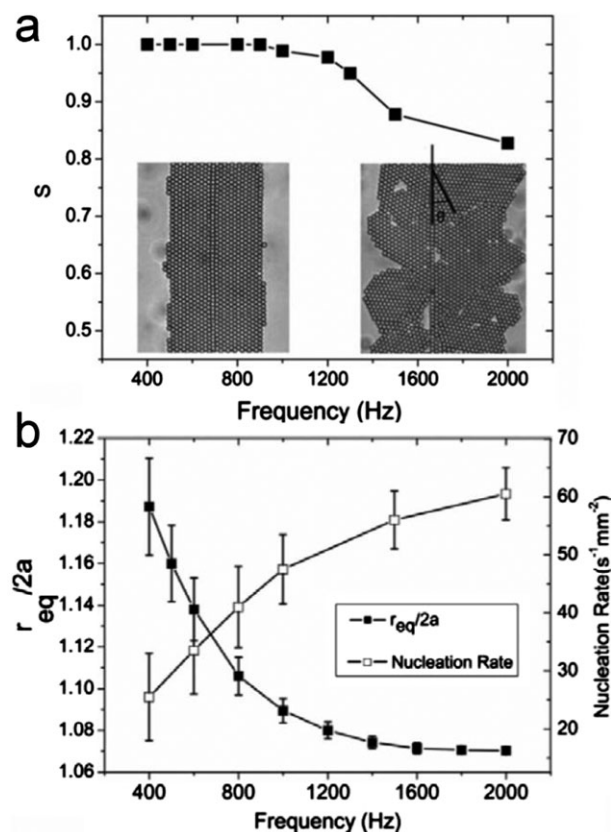 a
1.0
0.9
0.8
0.7
0.6
0.5
S
θ
400 800 1200 1600 2000
Frequency (Hz)
b
1.22
1.20
1.18
1.16
1.14
1.12
1.10
1.08
1.06
r_eq/2a
70
60
50
40
30
20
Nucleation Rate(s⁻¹mm⁻²)
r_eq/2a
Nucleation Rate
400 800 1200 1600 2000
Frequency (Hz)